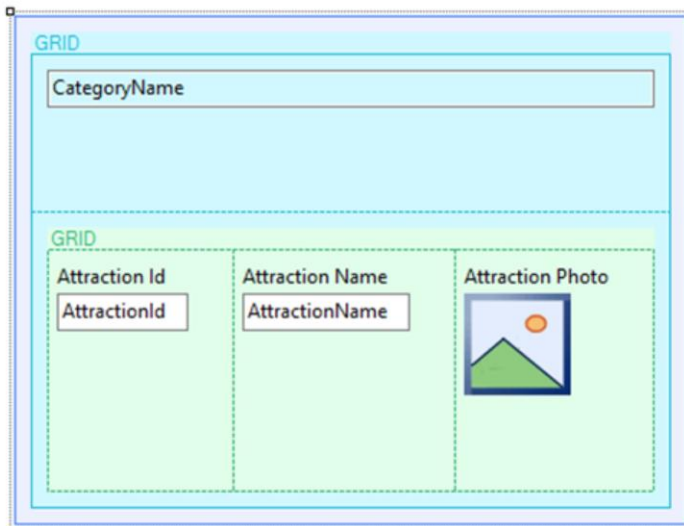 GRID
CategoryName
GRID
Attraction Id
Attraction Name
Attraction Photo
AttractionId
AttractionName